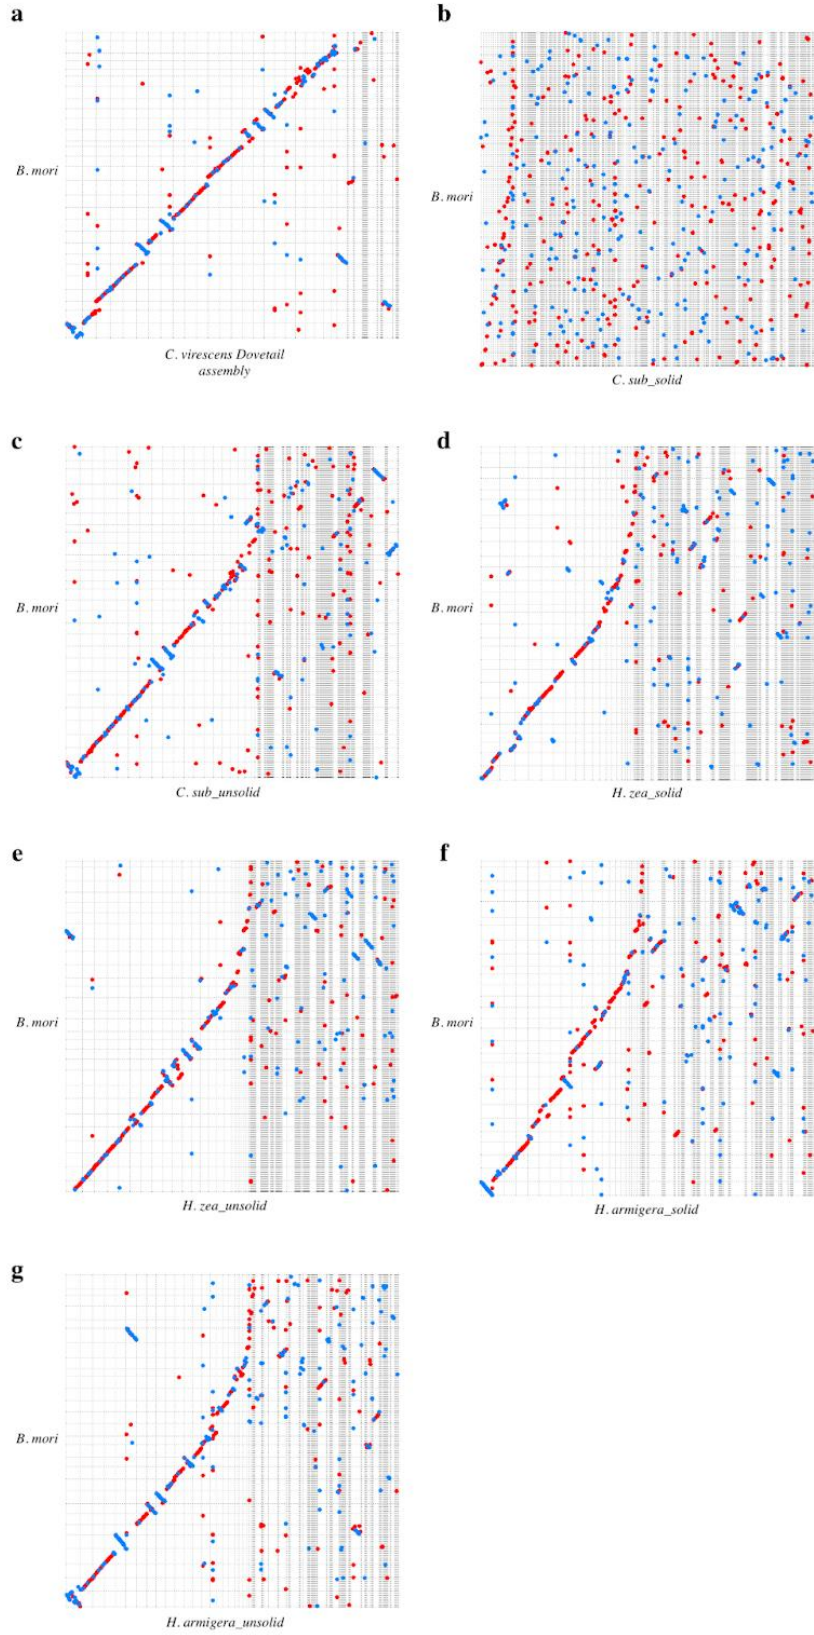 a
b
B. mori
B. mori
C. virescens Dovetail
assembly
C. sub_solid
c
d
B. mori
B. mori
C. sub_unsolid
H. zea_solid
e
f
B. mori
B. mori
H. zea_unsolid
H. armigera_solid
g
B. mori
H. armigera_unsolid